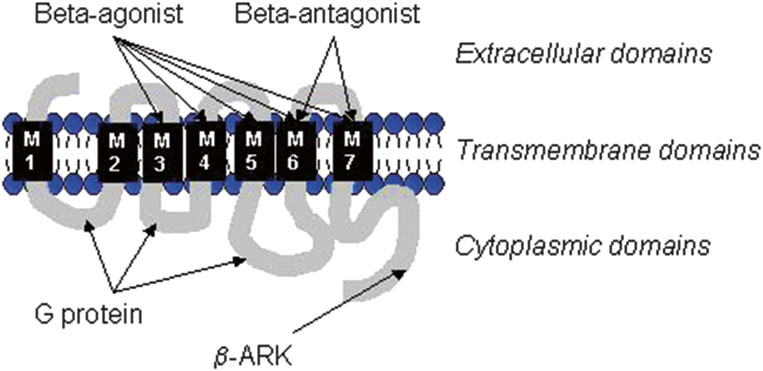 Beta-agonist Beta-antagonist
Extracellular domains
M M M M M M M
1 2 3 4 5 6 7
Transmembrane domains
Cytoplasmic domains
G protein
β-ARK